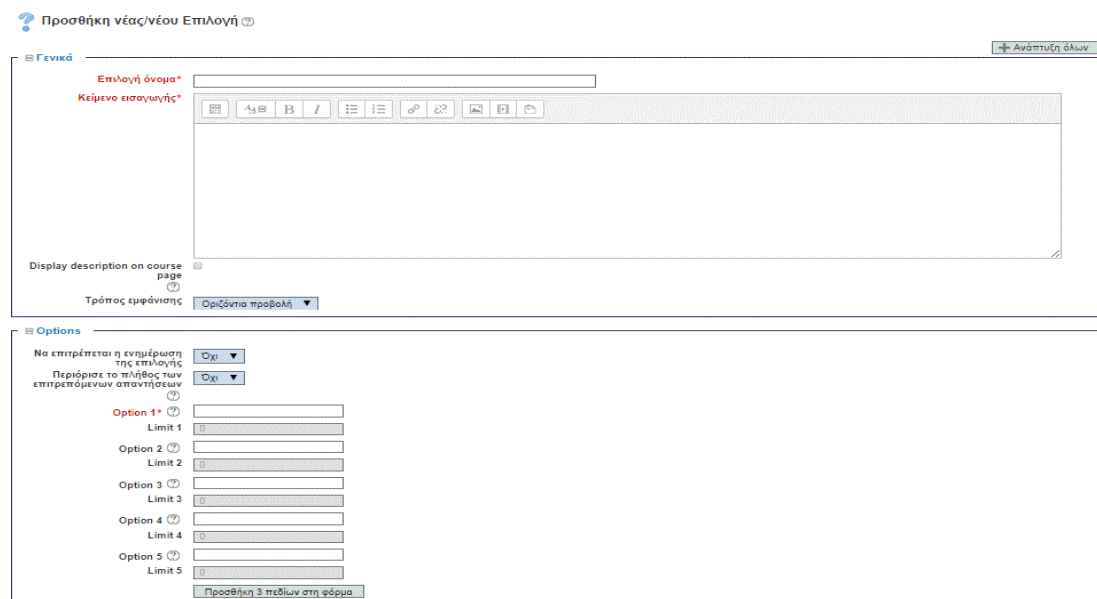 Προσθήκη νέας/νέου Επιλογή
Ανάπτυξη όλων
Γενικά
Επιλογή όνομα*
Κείμενο εισαγωγής*
Display description on course
page
Τρόπος εμφάνισης
Οριζόντια προβολή
Options
Να επιτρέπεται η ενημέρωση
της επιλογής
Όχι
Περιόρισε το πλήθος των
επιτρεπόμενων απαντήσεων
Όχι
Option 1*
Limit 1
0
Option 2
Limit 2
0
Option 3
Limit 3
0
Option 4
Limit 4
0
Option 5
Limit 5
0
Προσθήκη 3 πεδίων στη φόρμα